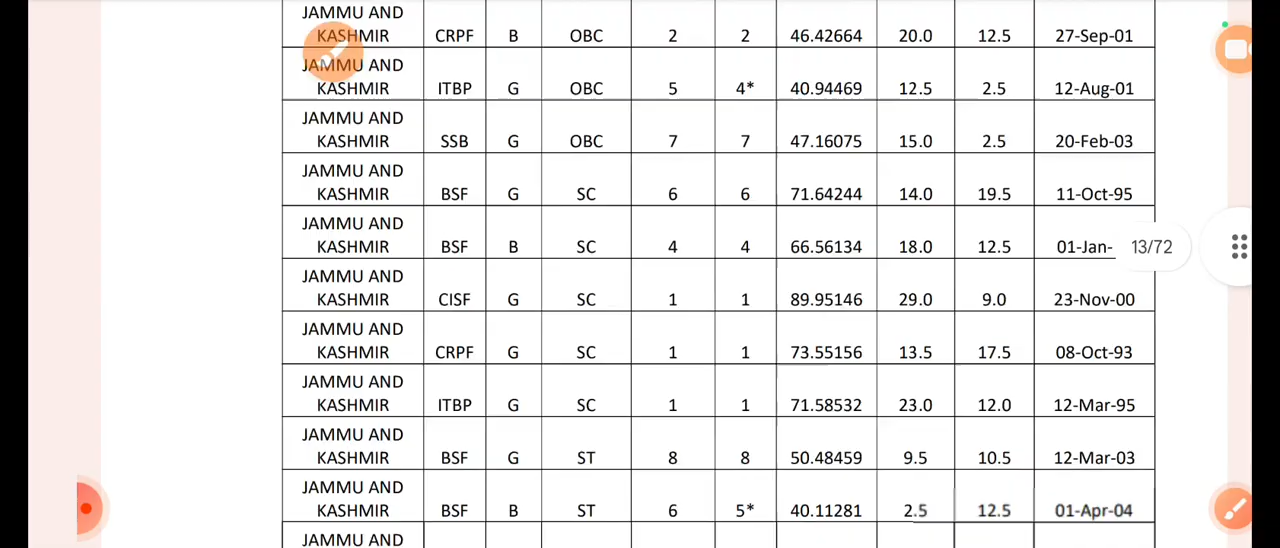 JAMMU AND
KASHMIR CRPF B OBC 2 2 46.42664 20.0 12.5 27-Sep-01
JAMMU AND
KASHMIR ITBP G OBC 5 4* 40.94469 12.5 2.5 12-Aug-01
JAMMU AND
KASHMIR SSB G OBC 7 7 47.16075 15.0 2.5 20-Feb-03
JAMMU AND
KASHMIR BSF G SC 6 6 71.64244 14.0 19.5 11-Oct-95
JAMMU AND
KASHMIR BSF B SC 4 4 66.56134 18.0 12.5 01-Jan- 13/72
JAMMU AND
KASHMIR CISF G SC 1 1 89.95146 29.0 9.0 23-Nov-00
JAMMU AND
KASHMIR CRPF G SC 1 1 73.55156 13.5 17.5 08-Oct-93
JAMMU AND
KASHMIR ITBP G SC 1 1 71.58532 23.0 12.0 12-Mar-95
JAMMU AND
KASHMIR BSF G ST 8 8 50.48459 9.5 10.5 12-Mar-03
JAMMU AND
KASHMIR BSF B ST 6 5* 40.11281 2.5 12.5 01-Apr-04
JAMMU AND